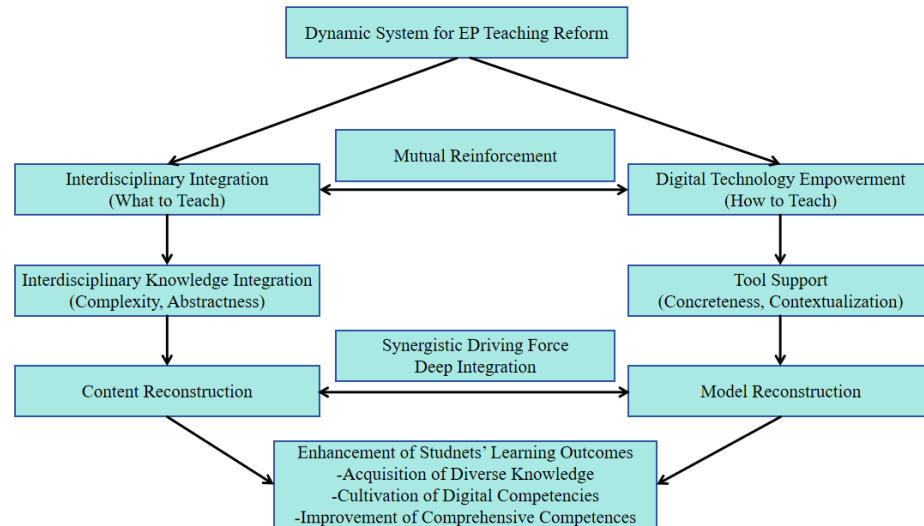 Dynamic System for EP Teaching Reform
Mutual Reinforcement
Interdisciplinary Integration
(What to Teach)
Digital Technology Empowerment
(How to Teach)
Interdisciplinary Knowledge Integration
(Complexity, Abstractness)
Tool Support
(Concreteness, Contextualization)
Synergistic Driving Force
Deep Integration
Content Reconstruction
Model Reconstruction
Enhancement of Studnets’ Learning Outcomes
-Acquisition of Diverse Knowledge
-Cultivation of Digital Competencies
-Improvement of Comprehensive Competences